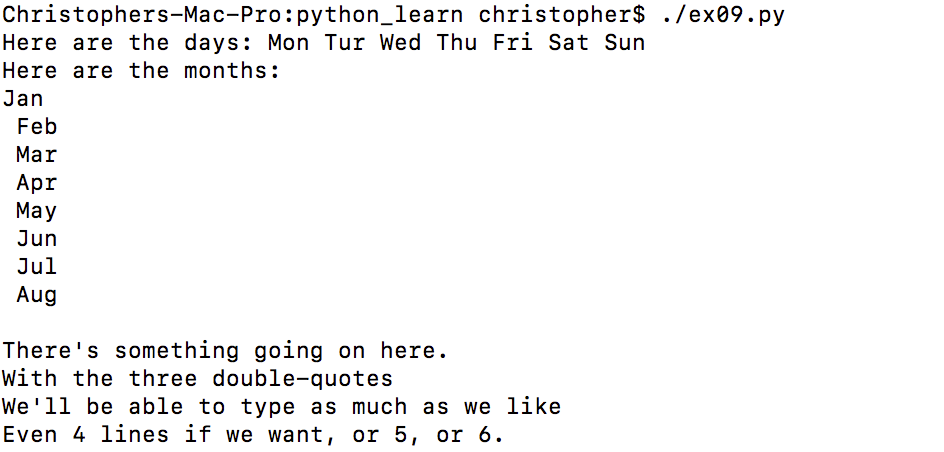 Christophers-Mac-Pro:python_learn christopher$ ./ex09.py
Here are the days: Mon Tur Wed Thu Fri Sat Sun
Here are the months:
Jan
 Feb
 Mar
 Apr
 May
 Jun
 Jul
 Aug

There's something going on here.
With the three double-quotes
We'll be able to type as much as we like
Even 4 lines if we want, or 5, or 6.